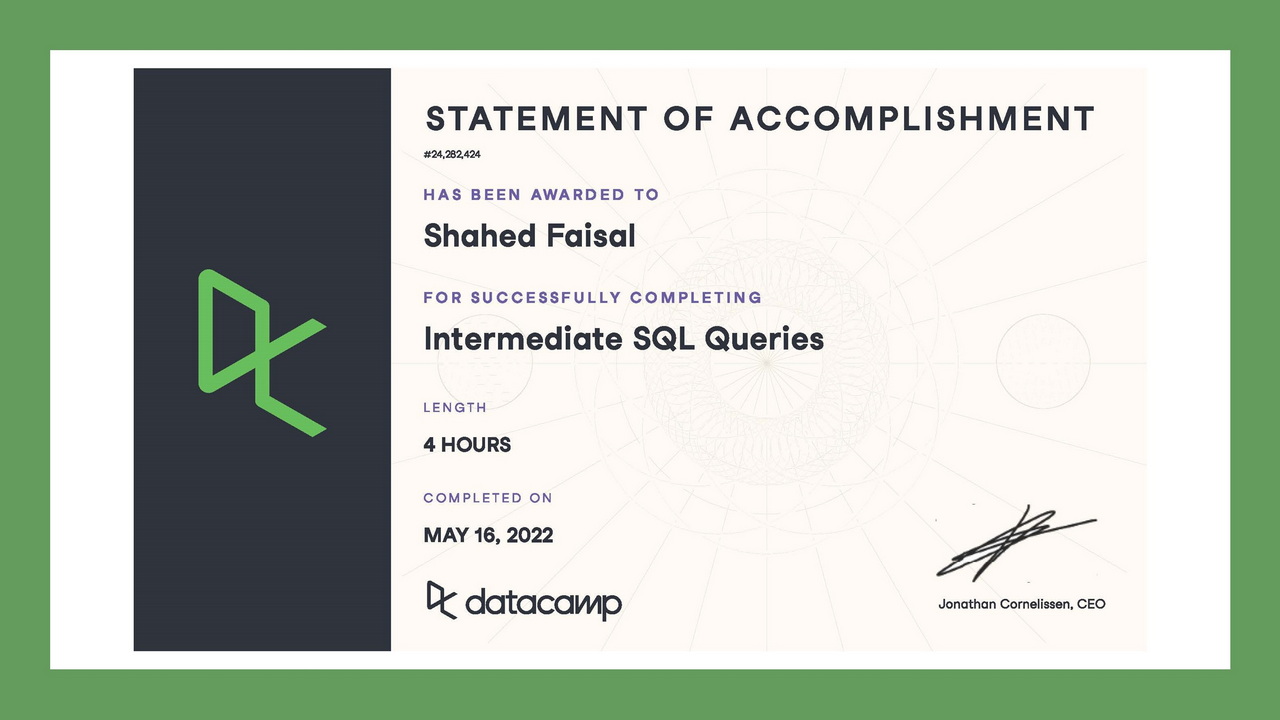 STATEMENT OF ACCOMPLISHMENT
#24,282,424
HAS BEEN AWARDED TO
Shahed Faisal
FOR SUCCESSFULLY COMPLETING
Intermediate SQL Queries
LENGTH
4 HOURS
COMPLETED ON
MAY 16, 2022
datacamp
Jonathan Cornelissen, CEO